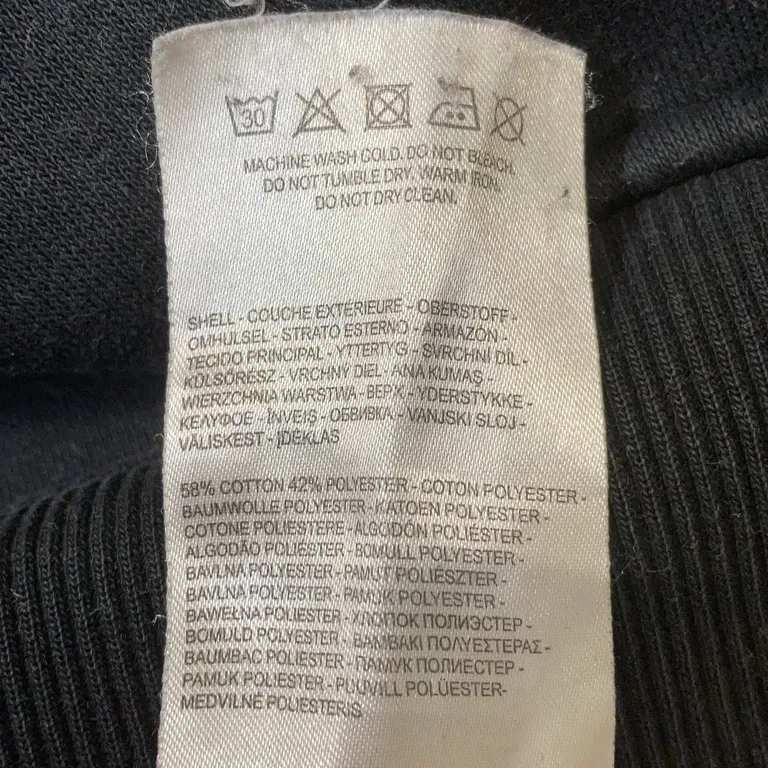 30
MACHINE WASH COLD. DO NOT BLEACH.
DO NOT TUMBLE DRY. WARM IRON.
DO NOT DRY CLEAN.
SHELL - COUCHE EXTERIEURE - OBERSTOFF -
OMHULSEL - STRATO ESTERNO - ARMAZÓN -
TECIDO PRINCIPAL - YTTERTYG - SVRCHNÍ DÍL -
KÜLSŐRÉSZ - VRCHNÝ DIEL - ANA KUMAŞ -
WIERZCHNIA WARSTWA - ВЕРХ - YDERSTYKKE -
ΚΕΛΥΦΟΣ - ÎNVELIŞ - ОБВИВКА - VANJSKI SLOJ -
VÄLISKEST - ĮDĖKLAS
58% COTTON 42% POLYESTER - COTON POLYESTER -
BAUMWOLLE POLYESTER - KATOEN POLYESTER -
COTONE POLIESTERE - ALGODÓN POLIÉSTER -
ALGODÃO POLIÉSTER - BOMULL POLYESTER -
BAVLNA POLYESTER - PAMUT POLIÉSZTER -
BAVLNA POLYESTER - PAMUK POLYESTER -
BAWEŁNA POLIESTER - ХЛОПОК ПОЛИЭСТЕР -
BOMULD POLYESTER - ΒΑΜΒΑΚΙ ΠΟΛΥΕΣΤΕΡΑΣ -
BAUMBAC POLIESTER - ПАМУК ПОЛИЕСТЕР -
PAMUK POLIESTER - PUUVILL POLÜESTER-
MEDVILNĖ POLIESTERIS